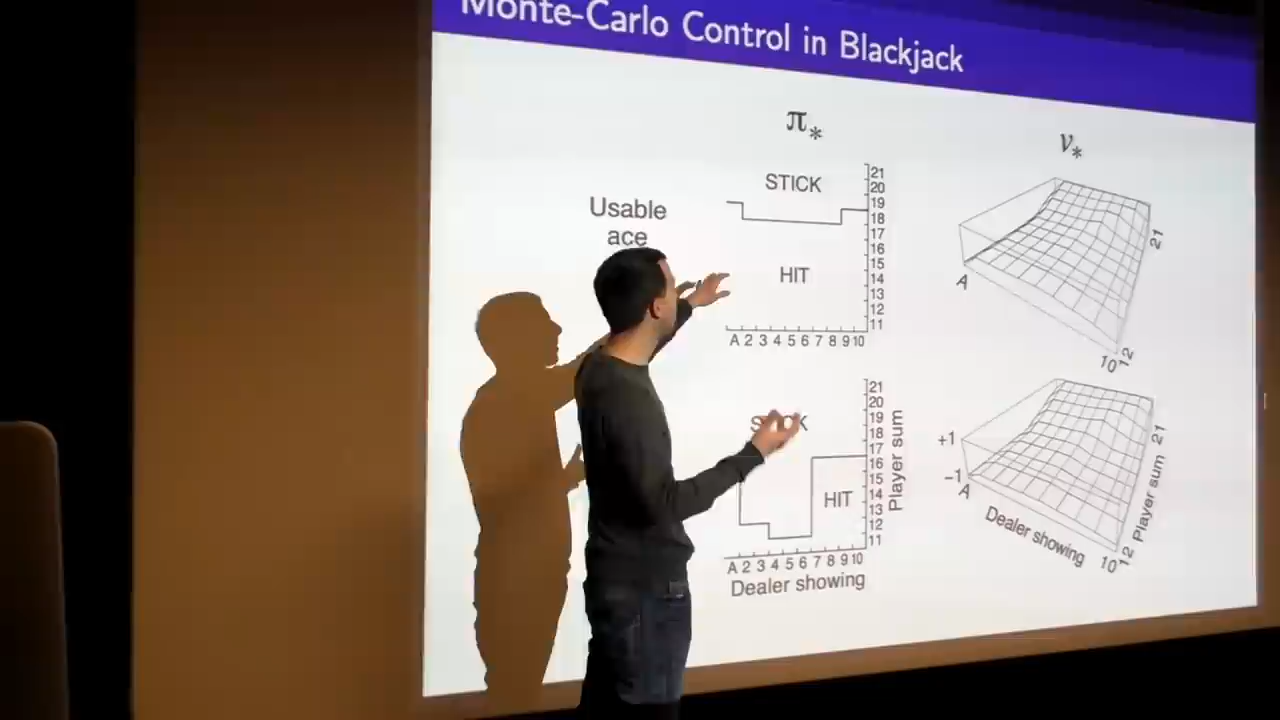 Monte-Carlo Control in Blackjack
π*
v*
Usable
ace
STICK
HIT
21
20
19
18
17
16
15
14
13
12
11
A 2 3 4 5 6 7 8 9 10
A
21
10
12
STICK
HIT
21
20
19
18
17
16
15
14
13
12
11
Player sum
A 2 3 4 5 6 7 8 9 10
Dealer showing
+1
−1
A
Dealer showing
10
12
Player sum
21